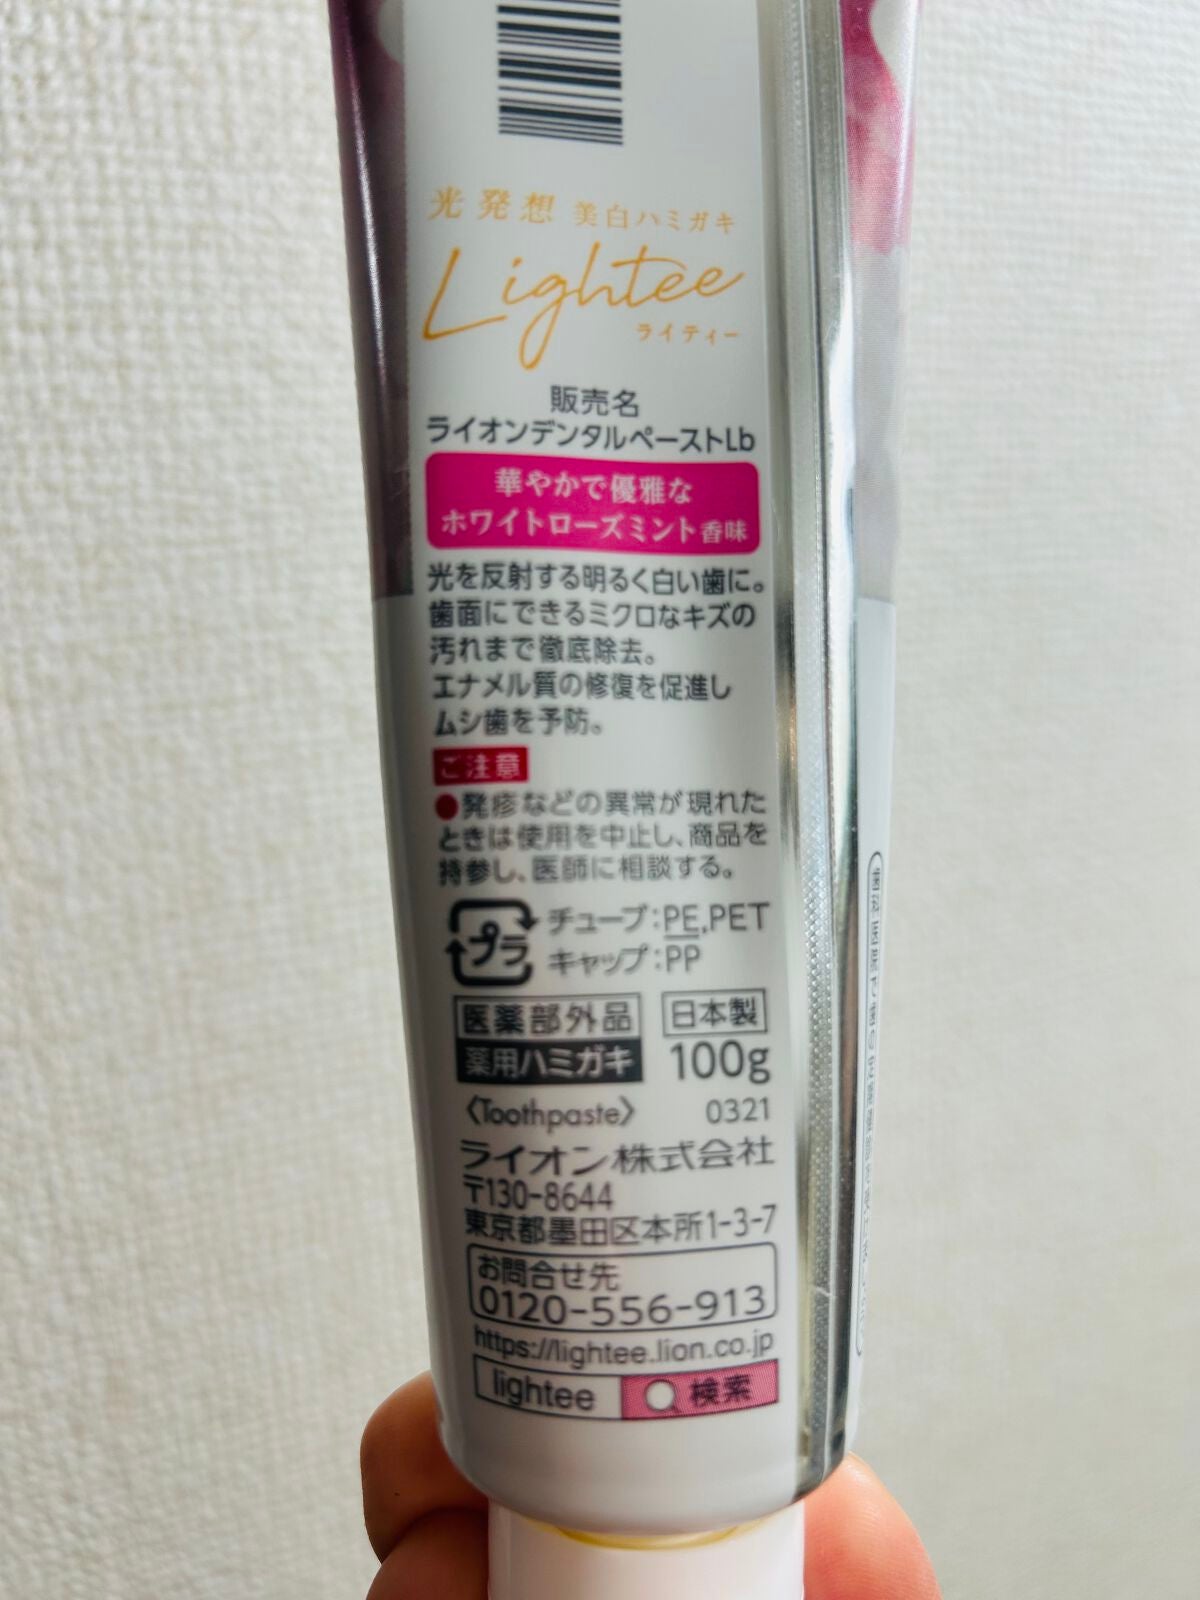 光発想 美白ハミガキ
Lightee
ライティー
販売名
ライオンデンタルペーストLb
華やかで優雅な
ホワイトローズミント香味
光を反射する明るく白い歯に。
歯面にできるミクロなキズの
汚れまで徹底除去。
エナメル質の修復を促進し
ムシ歯を予防。
ご注意
●発疹などの異常が現れた
ときは使用を中止し、商品を
持参し、医師に相談する。
プラ チューブ:PE,PET
キャップ:PP
医薬部外品 日本製
薬用ハミガキ 100g
〈Toothpaste〉 0321
ライオン株式会社
〒130-8644
東京都墨田区本所1-3-7
お問合せ先
0120-556-913
https://lightee.lion.co.jp
lightee 検索